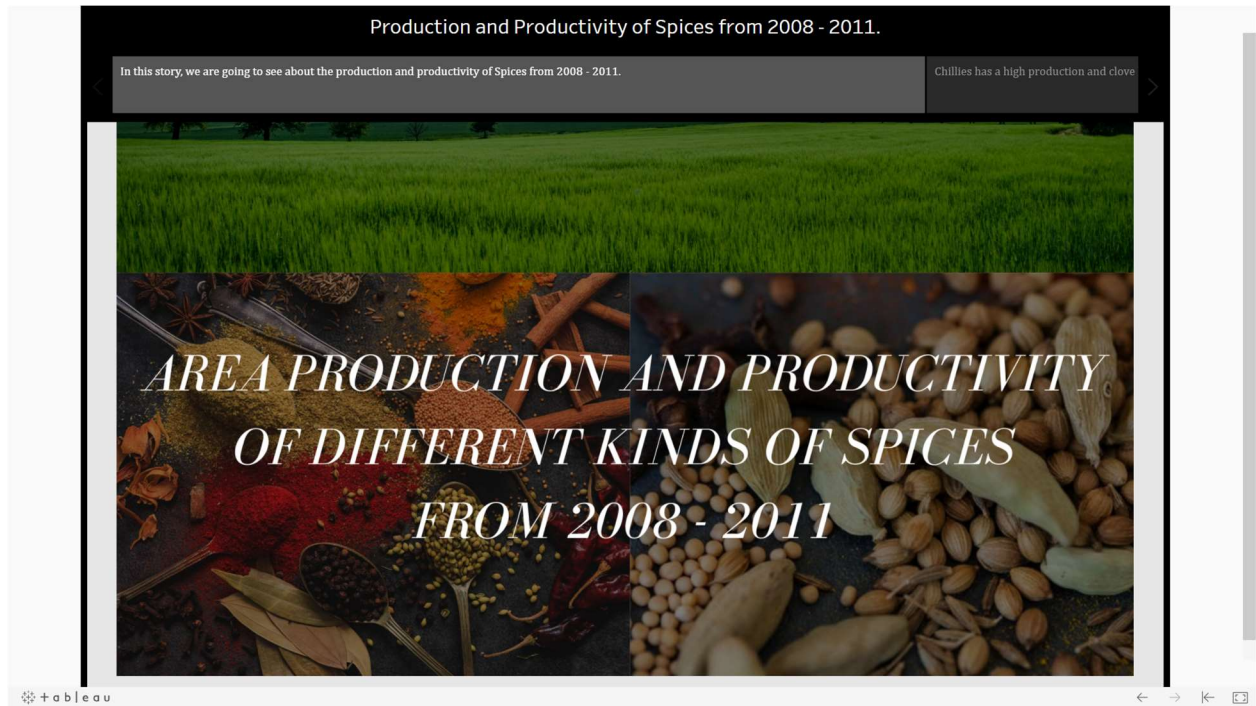 Production and Productivity of Spices from 2008 - 2011.
In this story, we are going to see about the production and productivity of Spices from 2008 - 2011.
Chillies has a high production and clove
AREA PRODUCTION AND PRODUCTIVITY
OF DIFFERENT KINDS OF SPICES
FROM 2008 - 2011
+ a b | e a u